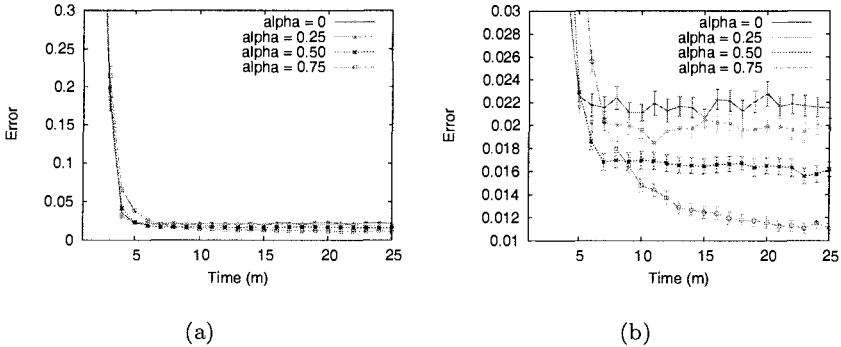 0.3
0.25
0.2
0.15
0.1
0.05
0
Error
alpha = 0
alpha = 0.25
alpha = 0.50
alpha = 0.75
5 10 15 20 25
Time (m)
(a)
0.03
0.028
0.026
0.024
0.022
0.02
0.018
0.016
0.014
0.012
0.01
Error
alpha = 0
alpha = 0.25
alpha = 0.50
alpha = 0.75
5 10 15 20 25
Time (m)
(b)